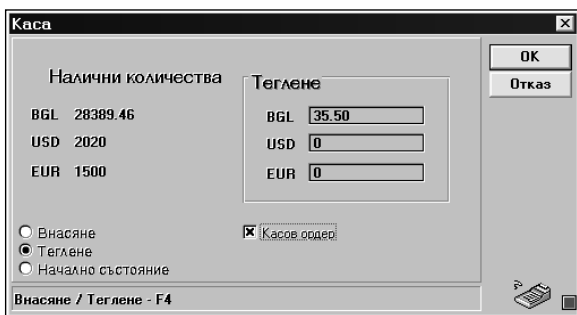 Каса
OK
Отказ
Налични количества
Теглене
BGL 28389.46
BGL 35.50
USD 2020
USD 0
EUR 1500
EUR 0
Внасяне
Касов ордер
Теглене
Начално състояние
Внасяне / Теглене - F4